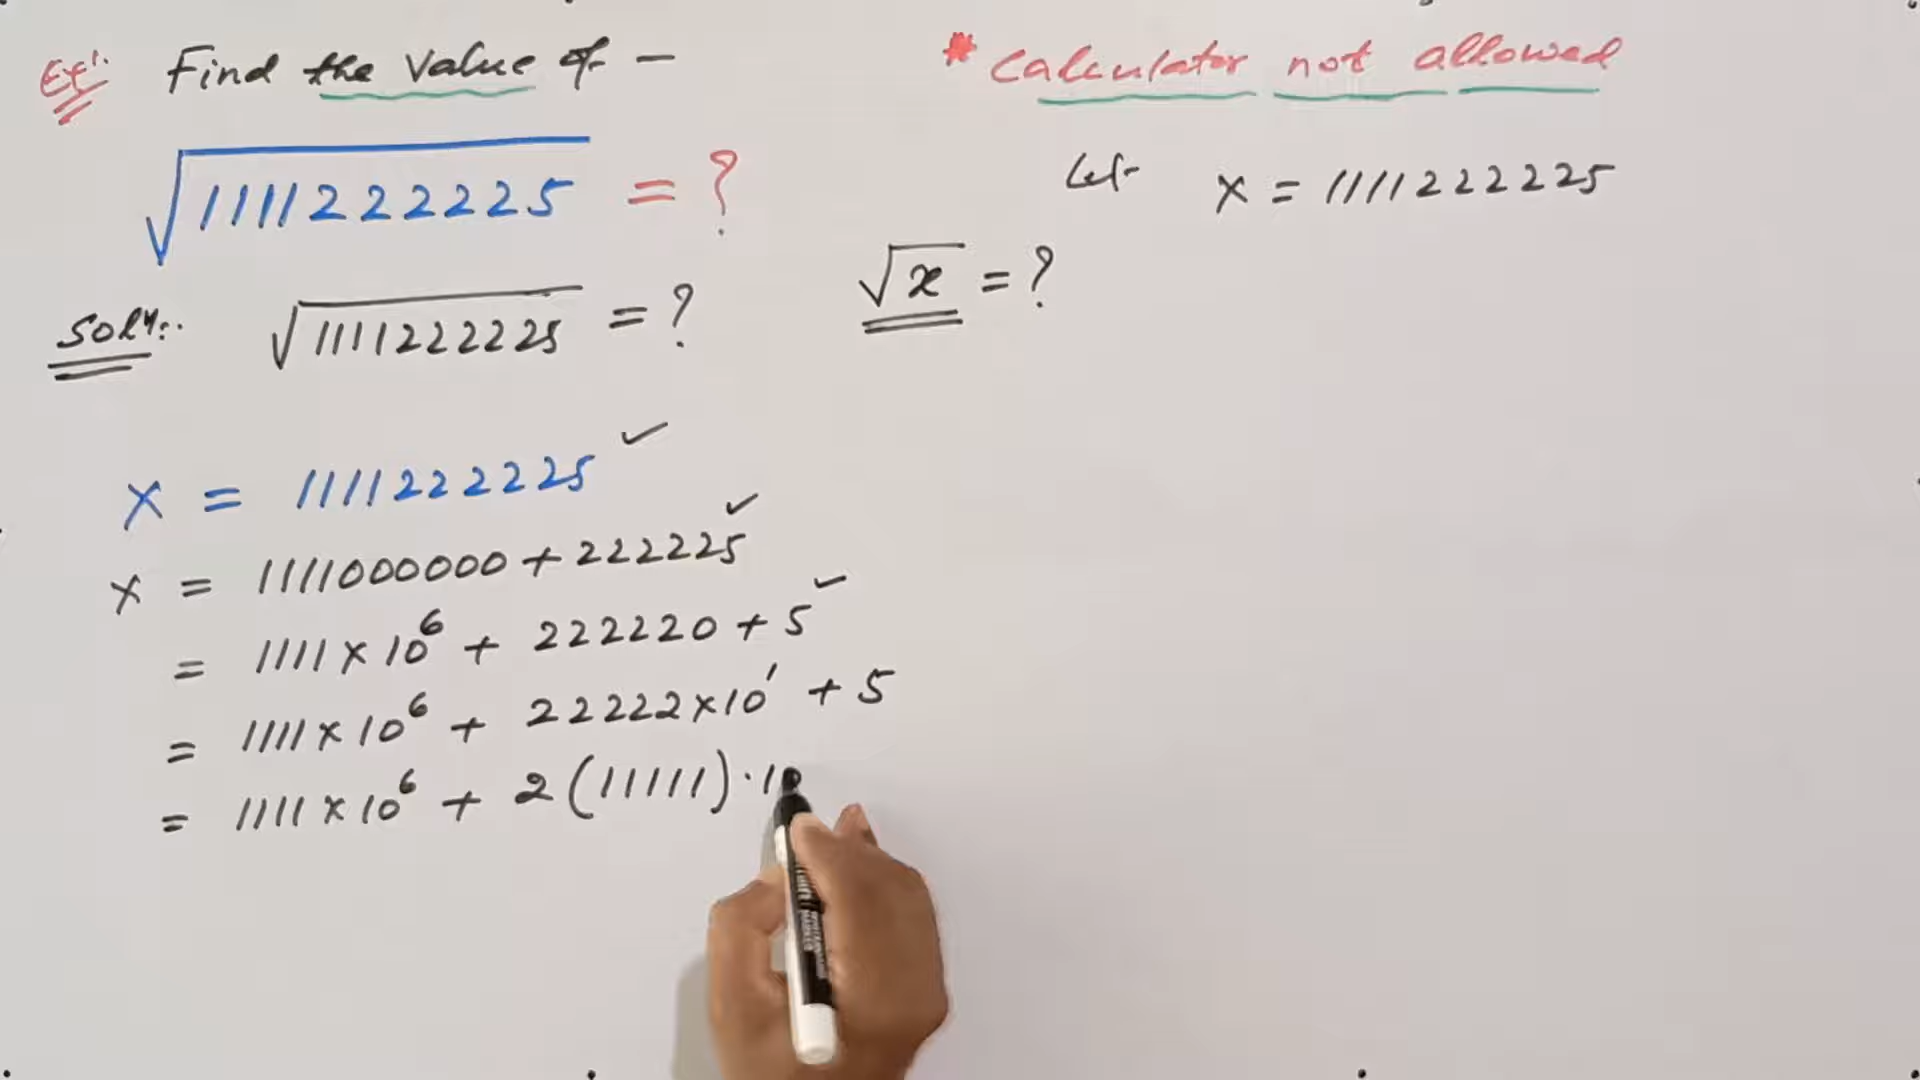 Ex: Find the value of - * Calculator not allowed
√1111222225 = ?
Let x = 1111222225
Soln: √1111222225 = ? √x = ?
x = 1111222225 ✓
x = 1111000000 + 222225 ✓
= 1111 × 10⁶ + 222220 + 5 ✓
= 1111 × 10⁶ + 22222 × 10¹ + 5
= 1111 × 10⁶ + 2(11111)·10